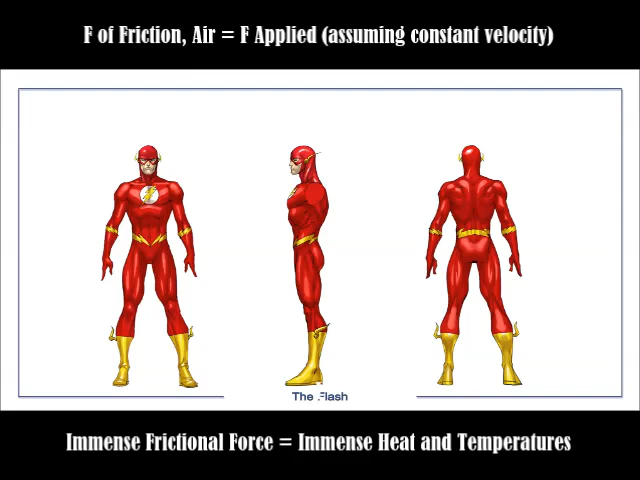 F of Friction, Air = F Applied (assuming constant velocity)
The Flash
Immense Frictional Force = Immense Heat and Temperatures